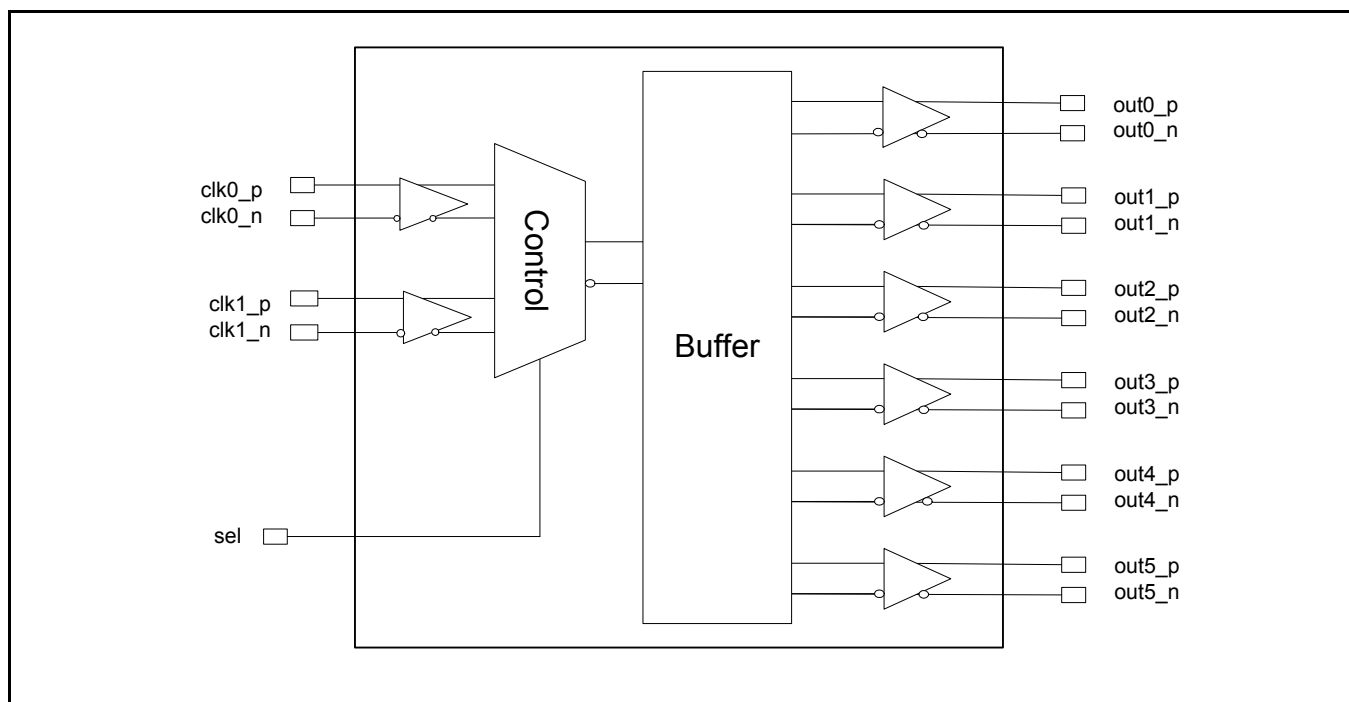 clk0_p
clk0_n
clk1_p
clk1_n
sel
Control
Buffer
out0_p
out0_n
out1_p
out1_n
out2_p
out2_n
out3_p
out3_n
out4_p
out4_n
out5_p
out5_n